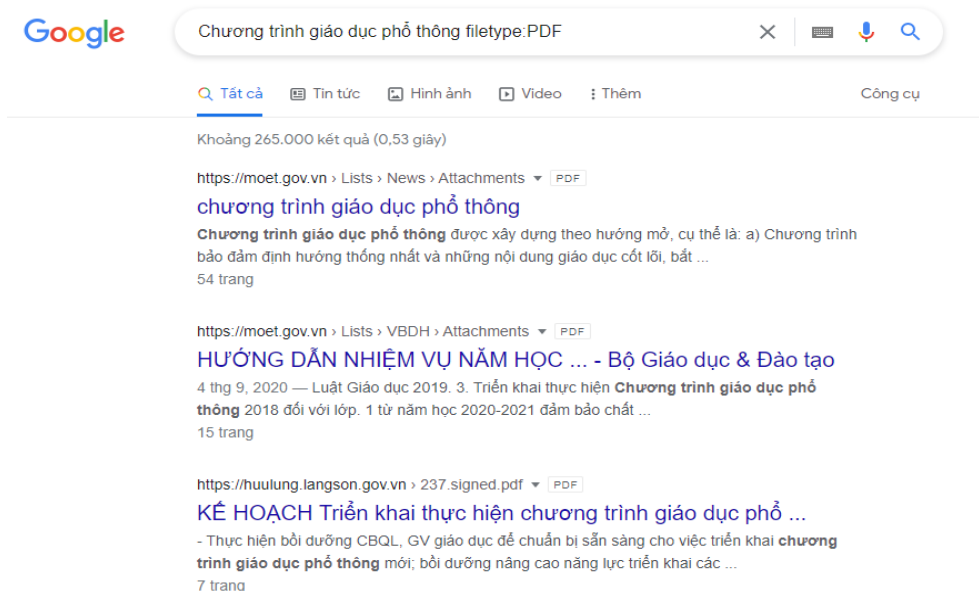 Google
Chương trình giáo dục phổ thông filetype:PDF
Tất cả Tin tức Hình ảnh Video Thêm Công cụ
Khoảng 265.000 kết quả (0,53 giây)
https://moet.gov.vn › Lists › News › Attachments PDF
chương trình giáo dục phổ thông
Chương trình giáo dục phổ thông được xây dựng theo hướng mở, cụ thể là: a) Chương trình
bảo đảm định hướng thống nhất và những nội dung giáo dục cốt lõi, bắt ...
54 trang
https://moet.gov.vn › Lists › VBDH › Attachments PDF
HƯỚNG DẪN NHIỆM VỤ NĂM HỌC ... - Bộ Giáo dục & Đào tạo
4 thg 9, 2020 — Luật Giáo dục 2019. 3. Triển khai thực hiện Chương trình giáo dục phổ
thông 2018 đối với lớp. 1 từ năm học 2020-2021 đảm bảo chất ...
15 trang
https://huulung.langson.gov.vn › 237.signed.pdf PDF
KẾ HOẠCH Triển khai thực hiện chương trình giáo dục phổ ...
- Thực hiện bồi dưỡng CBQL, GV giáo dục để chuẩn bị sẵn sàng cho việc triển khai chương
trình giáo dục phổ thông mới; bồi dưỡng nâng cao năng lực triển khai các ...
7 trang